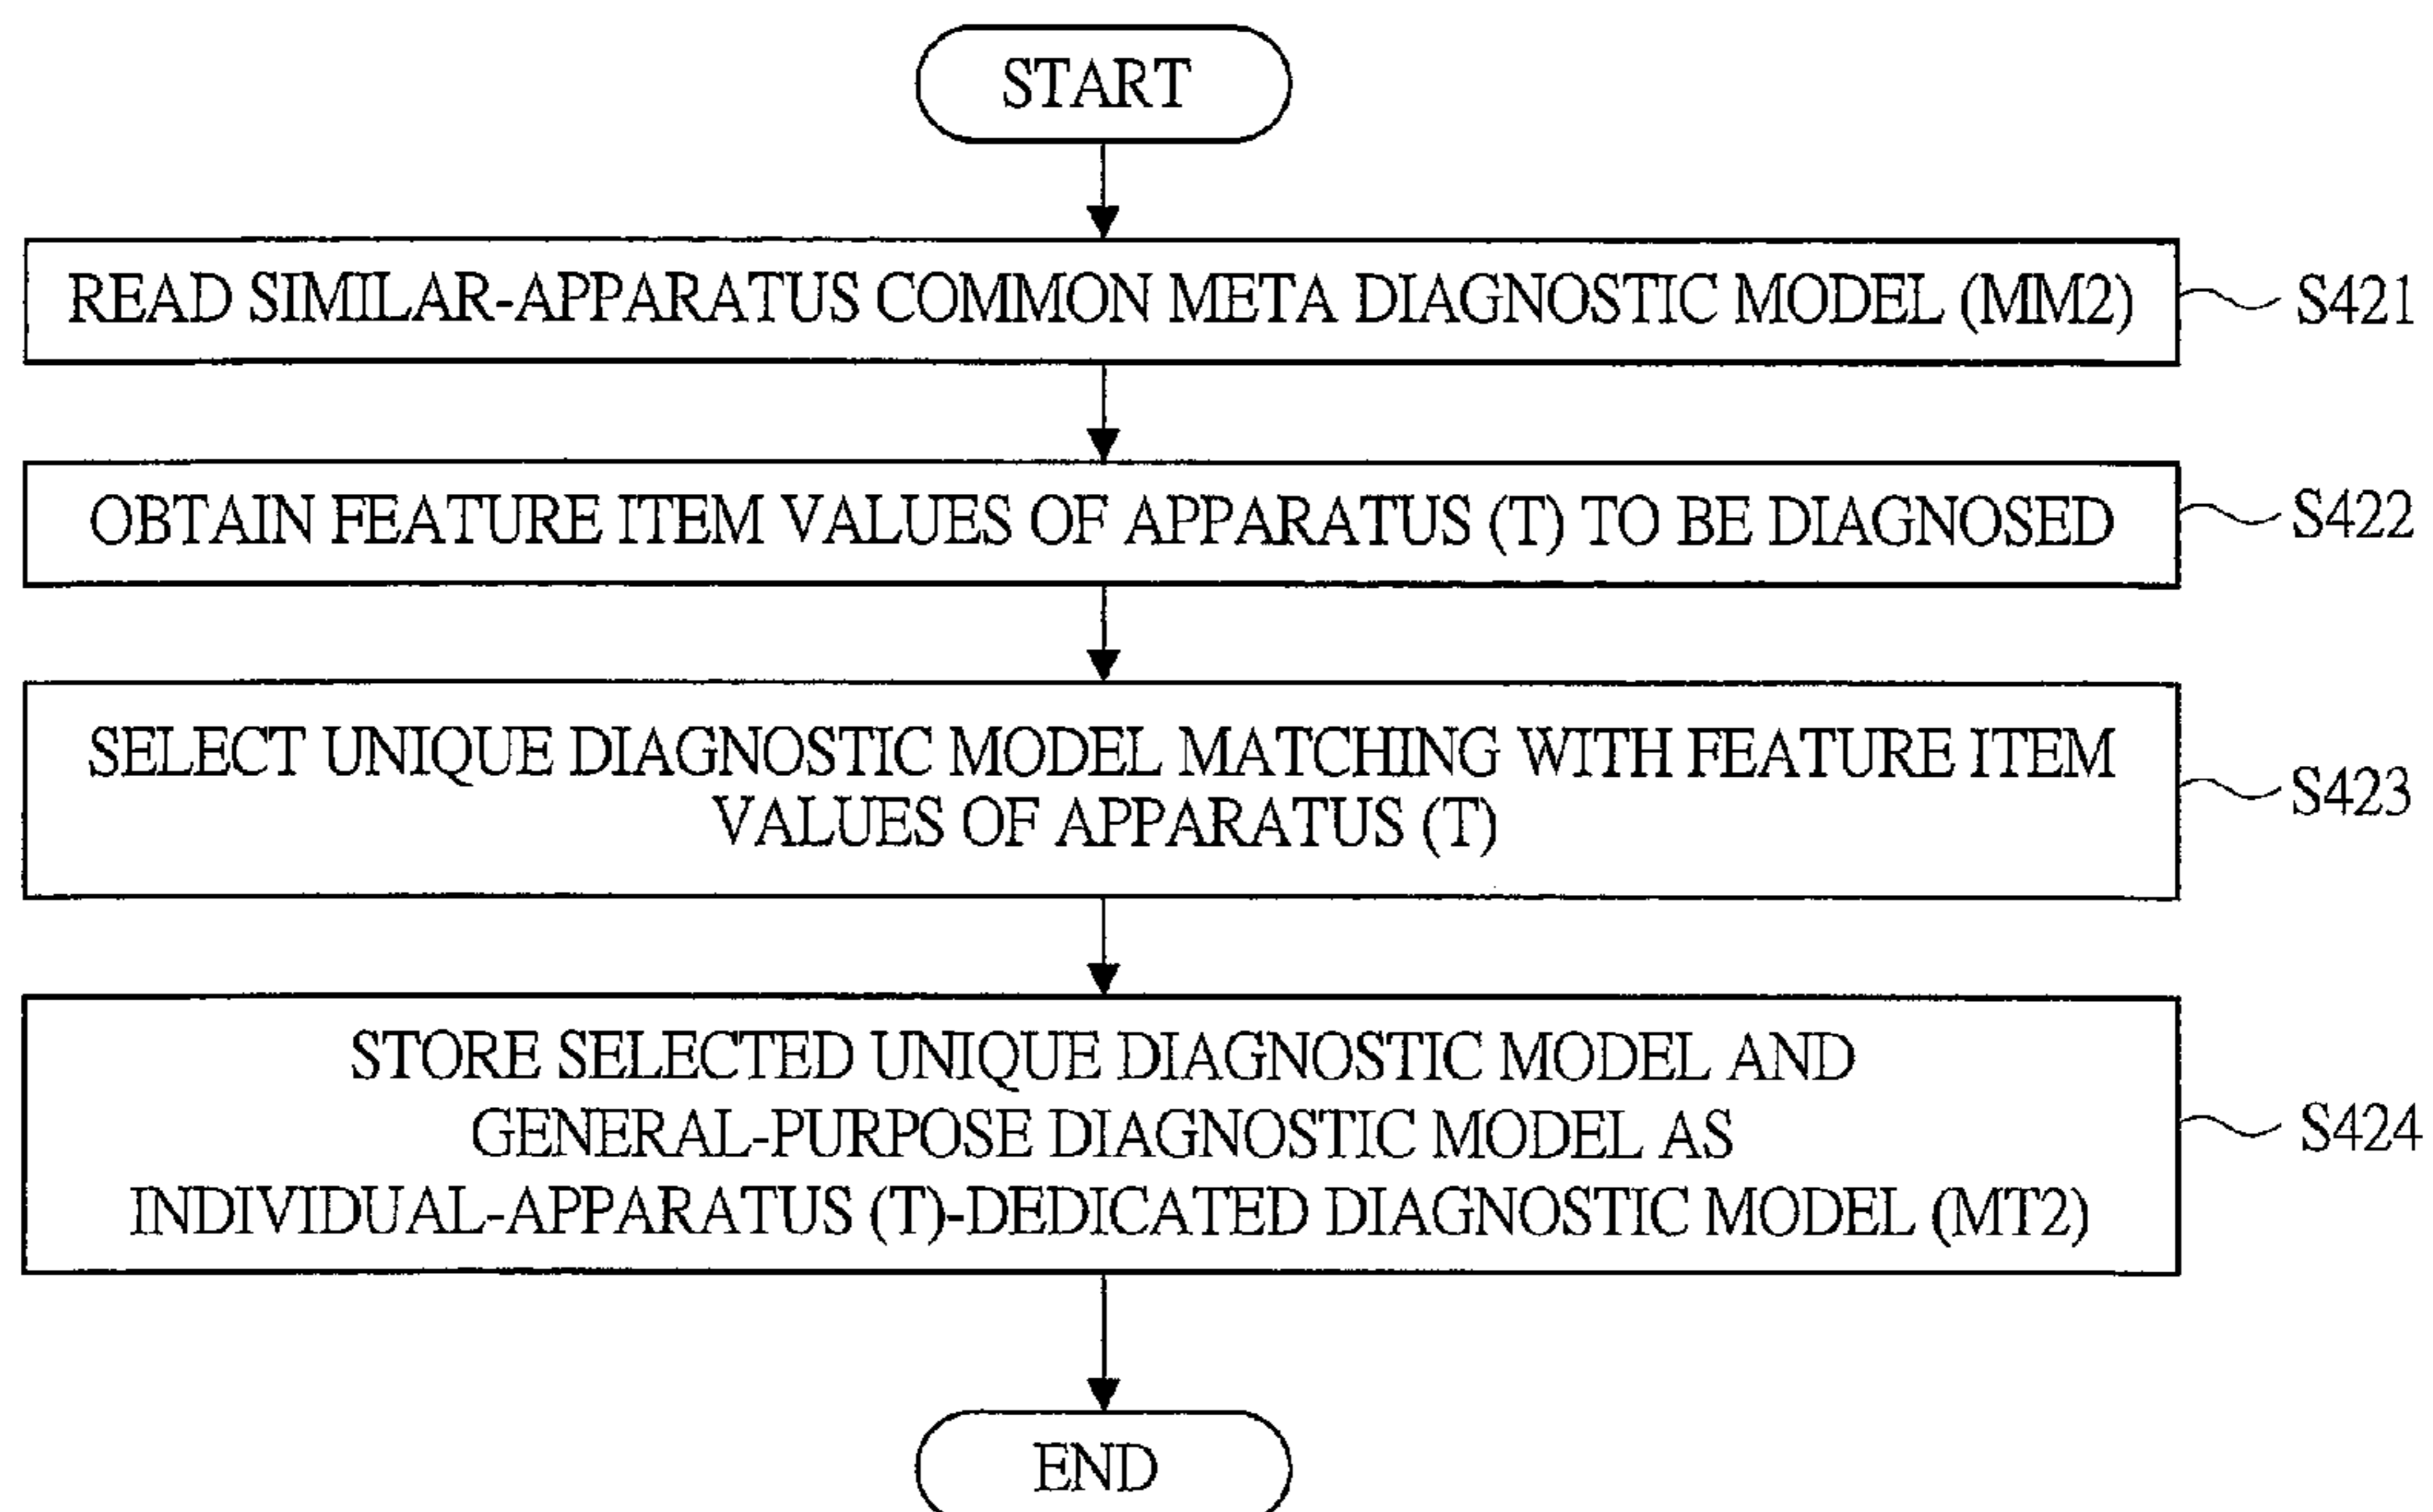 START
READ SIMILAR-APPARATUS COMMON META DIAGNOSTIC MODEL (MM2)
S421
OBTAIN FEATURE ITEM VALUES OF APPARATUS (T) TO BE DIAGNOSED
S422
SELECT UNIQUE DIAGNOSTIC MODEL MATCHING WITH FEATURE ITEM
VALUES OF APPARATUS (T)
S423
STORE SELECTED UNIQUE DIAGNOSTIC MODEL AND
GENERAL-PURPOSE DIAGNOSTIC MODEL AS
INDIVIDUAL-APPARATUS (T)-DEDICATED DIAGNOSTIC MODEL (MT2)
S424
END